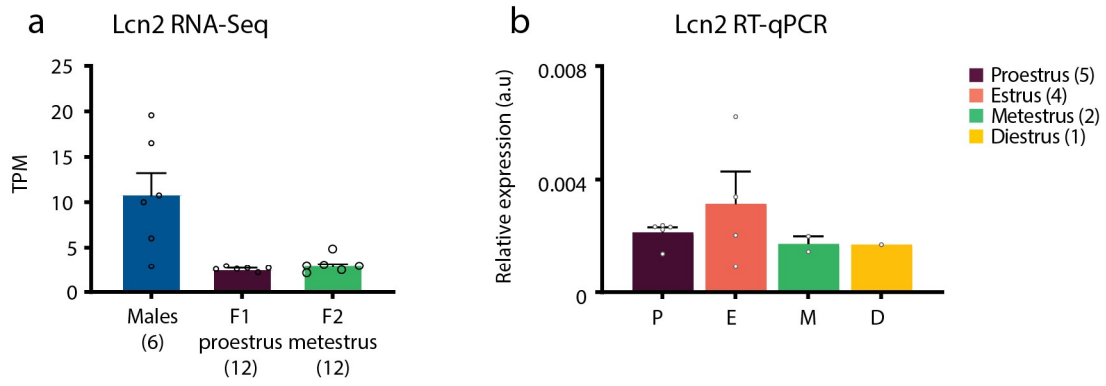 a
Lcn2 RNA-Seq
TPM
25
20
15
10
5
0
Males
(6)
F1
proestrus
(12)
F2
metestrus
(12)
b
Lcn2 RT-qPCR
Relative expression (a.u)
0.008
0.004
0
P
E
M
D
Proestrus (5)
Estrus (4)
Metestrus (2)
Diestrus (1)